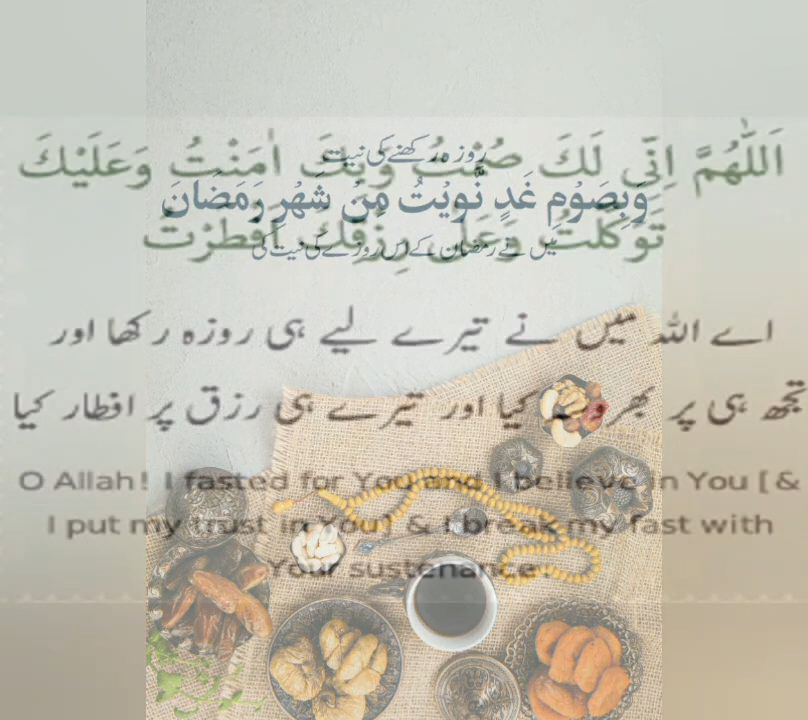 اَللّٰهُمَّ اِنِّی لَكَ صُمْتُ وَبِكَ اٰمَنْتُ وَعَلَيْكَ
تَوَكَّلْتُ وَعَلٰی رِزْقِكَ اَفْطَرْتُ
روزہ رکھنے کی نیت
وَبِصَوْمِ غَدٍ نَّوَيْتُ مِنْ شَهْرِ رَمَضَانَ
میں نے رمضان کے اس روزے کی نیت کی
اے اللہ میں نے تیرے لیے ہی روزہ رکھا اور
تجھ ہی پر بھروسہ کیا اور تیرے ہی رزق پر افطار کیا
O Allah! I fasted for You and I believe in You [&
I put my trust in You] & I break my fast with
Your sustenance